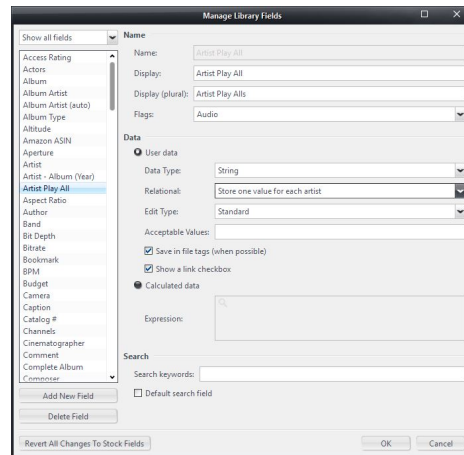 Manage Library Fields
Show all fields
Access Rating
Actors
Album
Album Artist
Album Artist (auto)
Album Type
Altitude
Amazon ASIN
Aperture
Artist
Artist - Album (Year)
Artist Play All
Aspect Ratio
Author
Band
Bit Depth
Bitrate
Bookmark
BPM
Budget
Camera
Caption
Catalog #
Channels
Cinematographer
Comment
Complete Album
Composer
Add New Field
Delete Field
Name
Name: Artist Play All
Display: Artist Play All
Display (plural): Artist Play Alls
Flags: Audio
Data
User data
Data Type: String
Relational: Store one value for each artist
Edit Type: Standard
Acceptable Values:
Save in file tags (when possible)
Show a link checkbox
Calculated data
Expression:
Search
Search keywords:
Default search field
Revert All Changes To Stock Fields
OK
Cancel